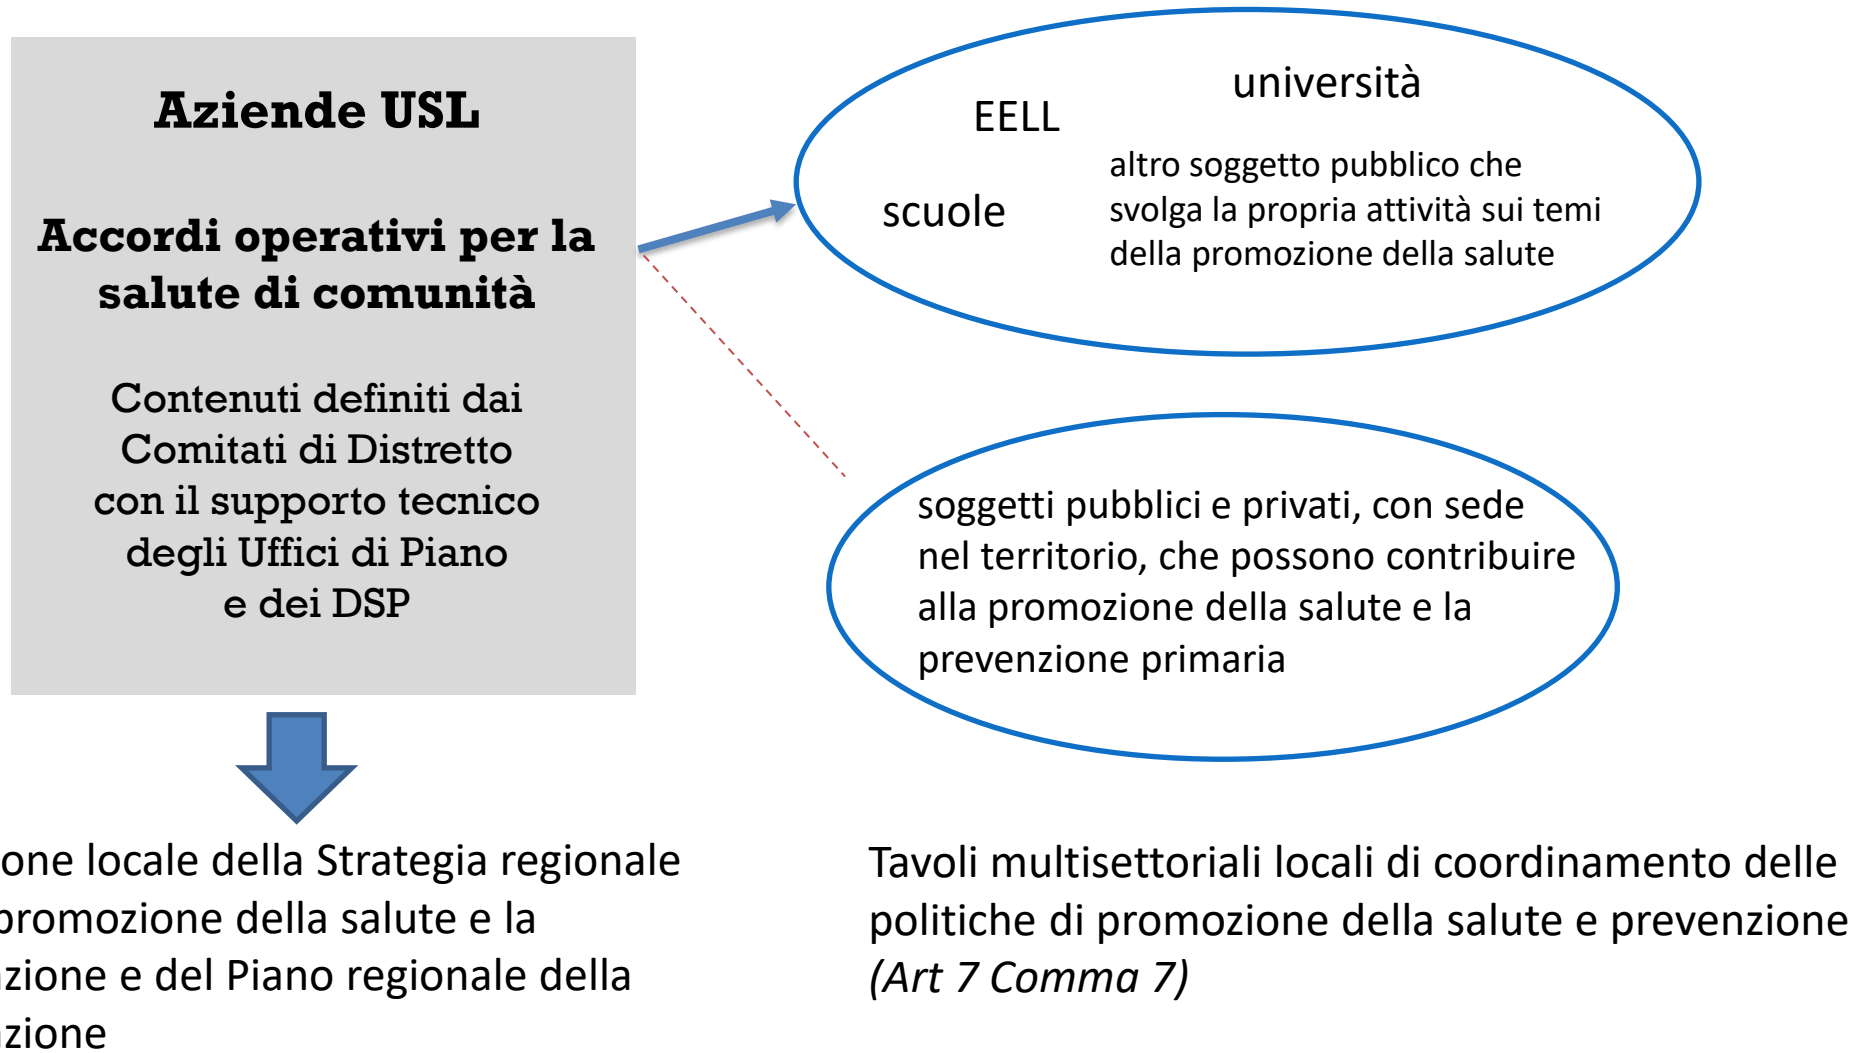 Aziende USL
Accordi operativi per la
salute di comunità
Contenuti definiti dai
Comitati di Distretto
con il supporto tecnico
degli Uffici di Piano
e dei DSP
università
EELL
scuole
altro soggetto pubblico che
svolga la propria attività sui temi
della promozione della salute
soggetti pubblici e privati, con sede
nel territorio, che possono contribuire
alla promozione della salute e la
prevenzione primaria
one locale della Strategia regionale
promozione della salute e la
zione e del Piano regionale della
zione
Tavoli multisettoriali locali di coordinamento delle
politiche di promozione della salute e prevenzione
(Art 7 Comma 7)